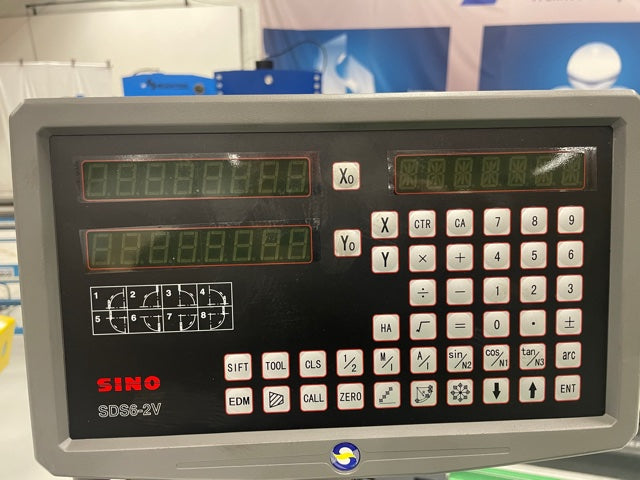 X₀
Y₀
X CTR CA 7 8 9
Y × + 4 5 6
÷ − 1 2 3
HA √ = 0 . ±
1 2 3 4
5 6 7 8
SIFT TOOL CLS 1/2 M/I A/I sin/N2 cos/N1 tan/N3 arc
EDM CALL ZERO ENT
SINO
SDS6-2V